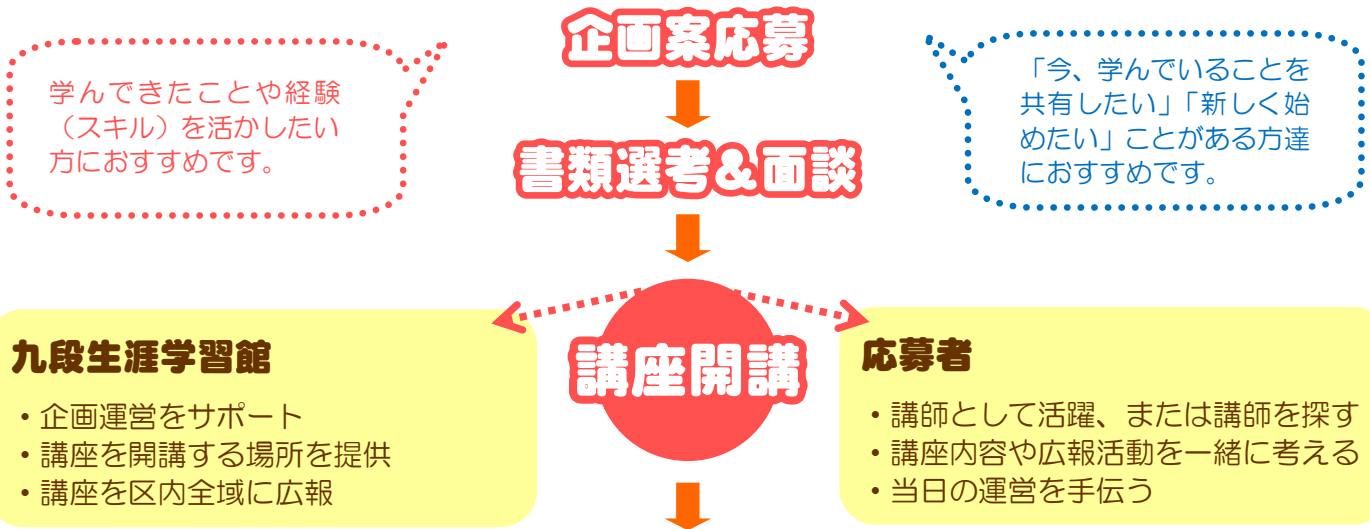 企画案応募
学んできたことや経験
（スキル）を活かしたい
方におすすめです。
「今、学んでいることを
共有したい」「新しく始
めたい」ことがある方達
におすすめです。
書類選考＆面談
講座開講
九段生涯学習館
・企画運営をサポート
・講座を開講する場所を提供
・講座を区内全域に広報
応募者
・講師として活躍、または講師を探す
・講座内容や広報活動を一緒に考える
・当日の運営を手伝う